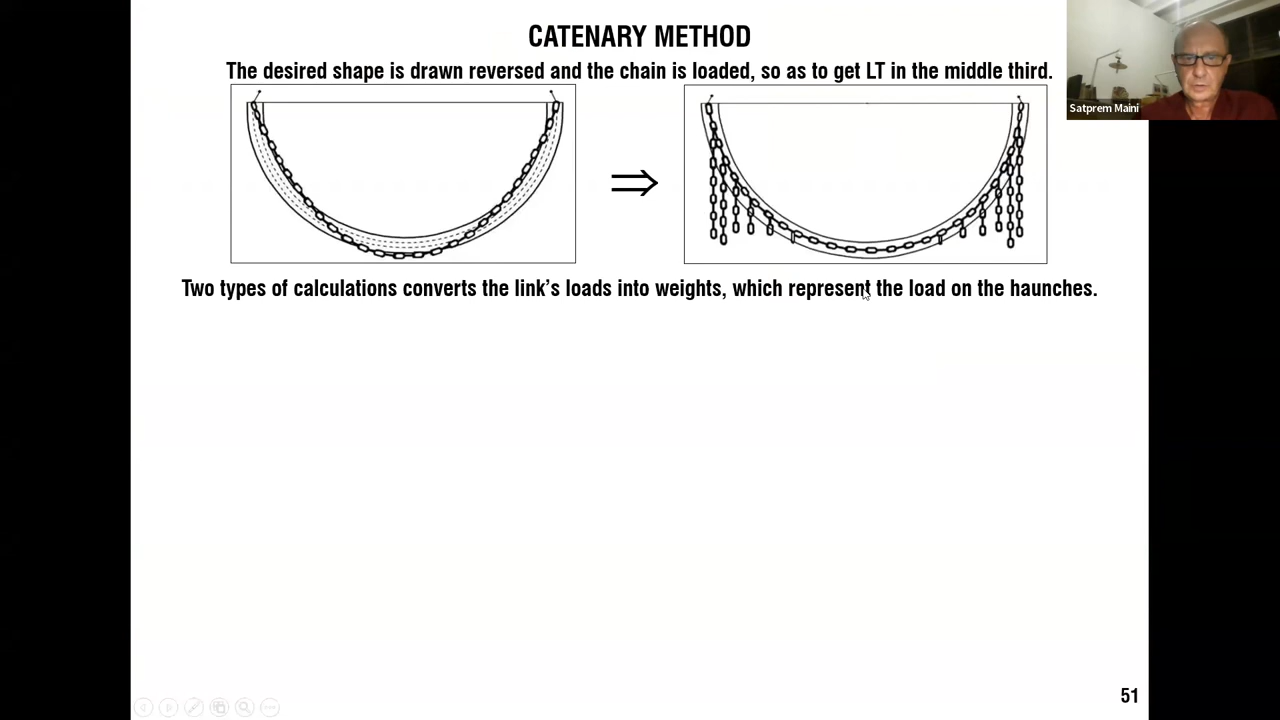 CATENARY METHOD
The desired shape is drawn reversed and the chain is loaded, so as to get LT in the middle third.
Satprem Maini
Two types of calculations converts the link's loads into weights, which represent the load on the haunches.
51